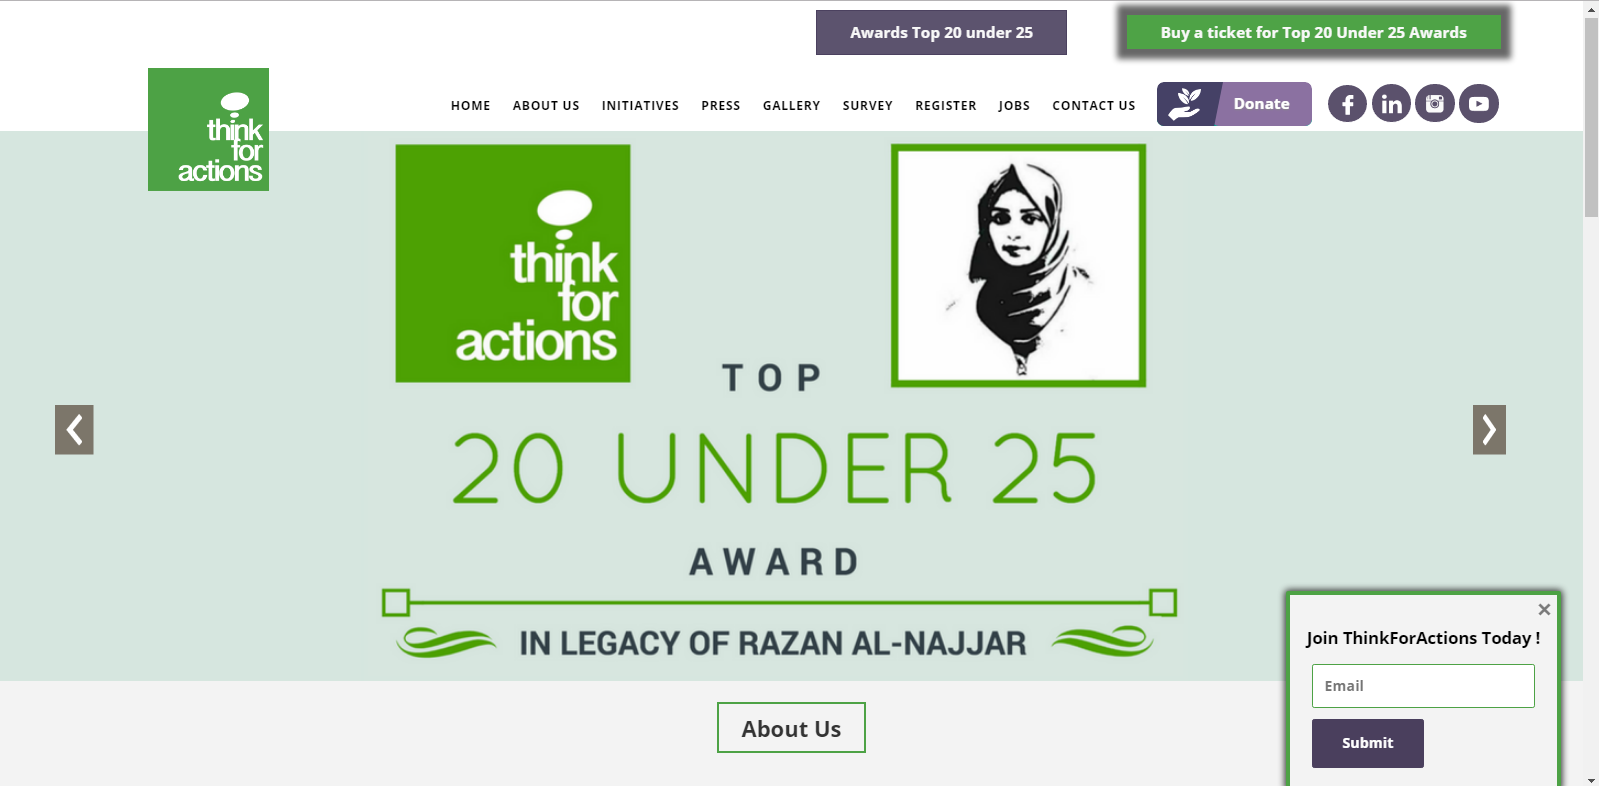 Awards Top 20 under 25
Buy a ticket for Top 20 Under 25 Awards
think
for
actions
HOME ABOUT US INITIATIVES PRESS GALLERY SURVEY REGISTER JOBS CONTACT US
Donate
think
for
actions
TOP
20 UNDER 25
AWARD
IN LEGACY OF RAZAN AL-NAJJAR
About Us
Join ThinkForActions Today !
Email
Submit